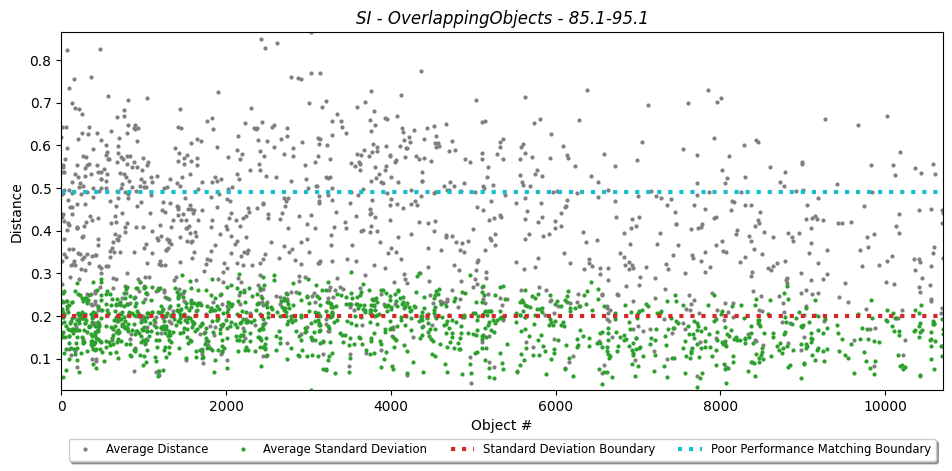 SI - OverlappingObjects - 85.1-95.1
Distance
0.8
0.7
0.6
0.5
0.4
0.3
0.2
0.1
0 2000 4000 6000 8000 10000
Object #
Average Distance Average Standard Deviation Standard Deviation Boundary Poor Performance Matching Boundary